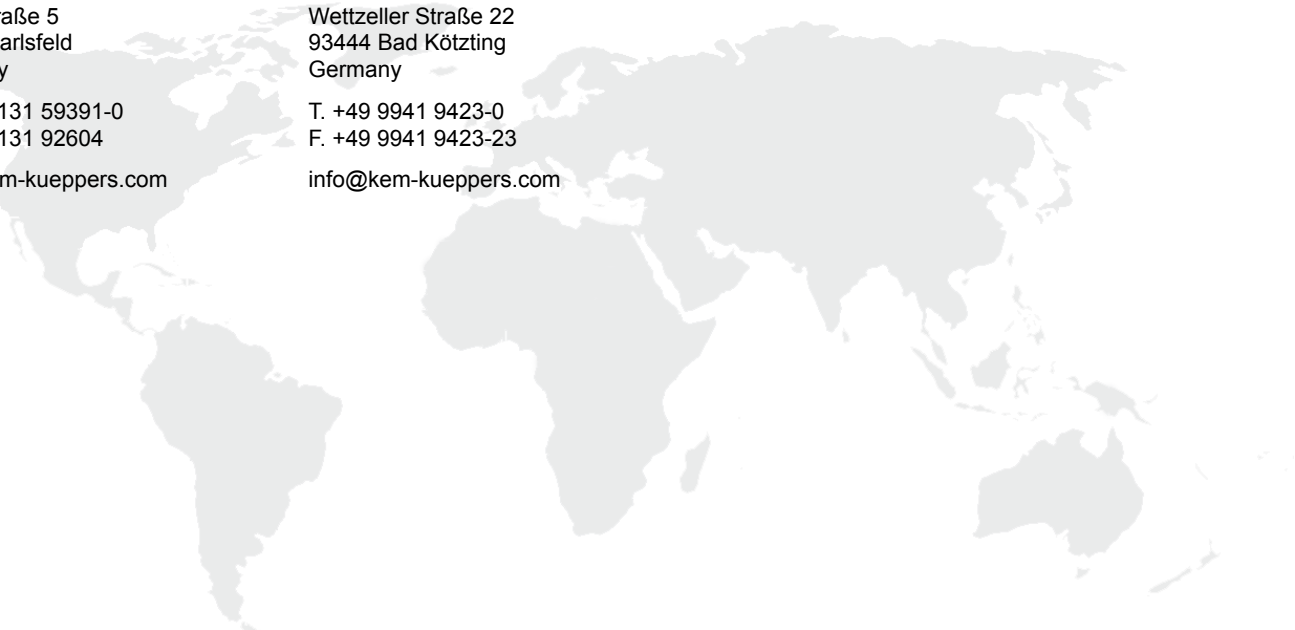 raße 5
arlsfeld
y
131 59391-0
131 92604
m-kueppers.com
Wettzeller Straße 22
93444 Bad Kötzting
Germany
T. +49 9941 9423-0
F. +49 9941 9423-23
info@kem-kueppers.com